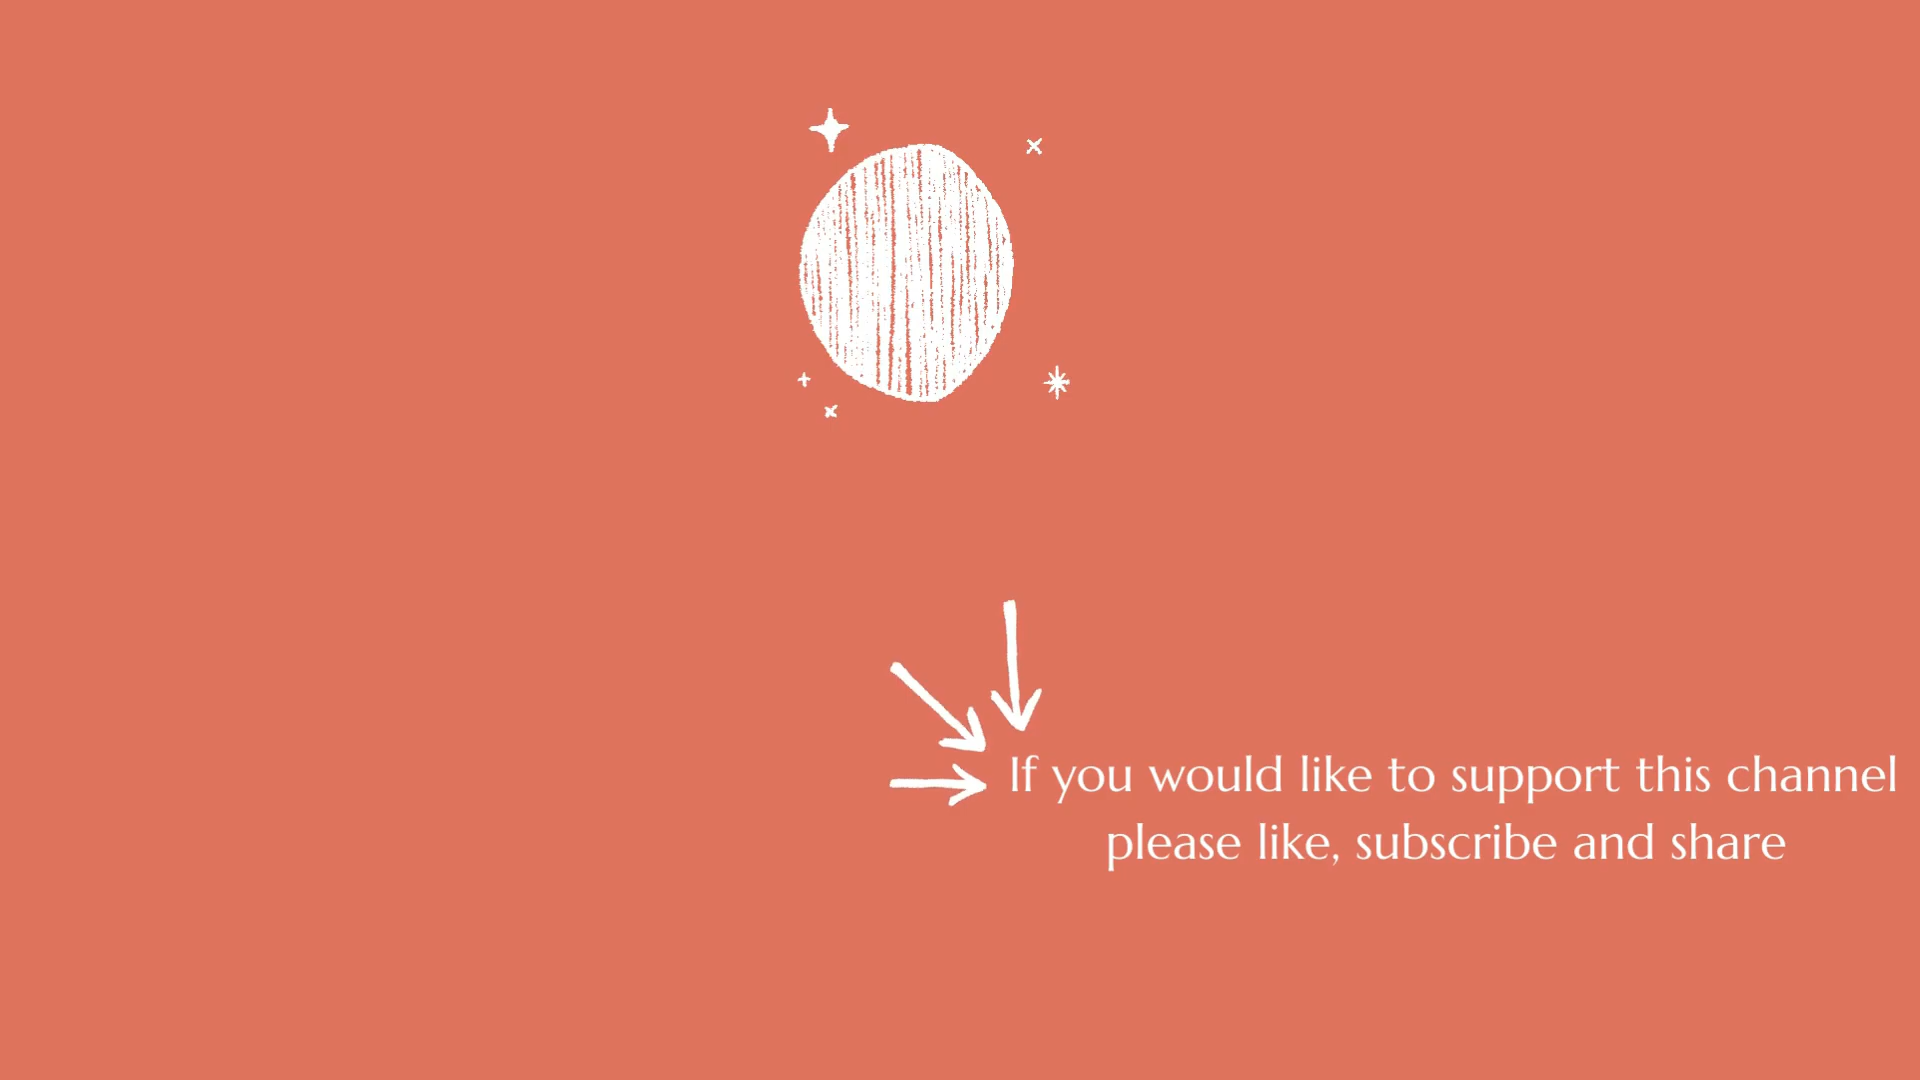 If you would like to support this channel
please like, subscribe and share